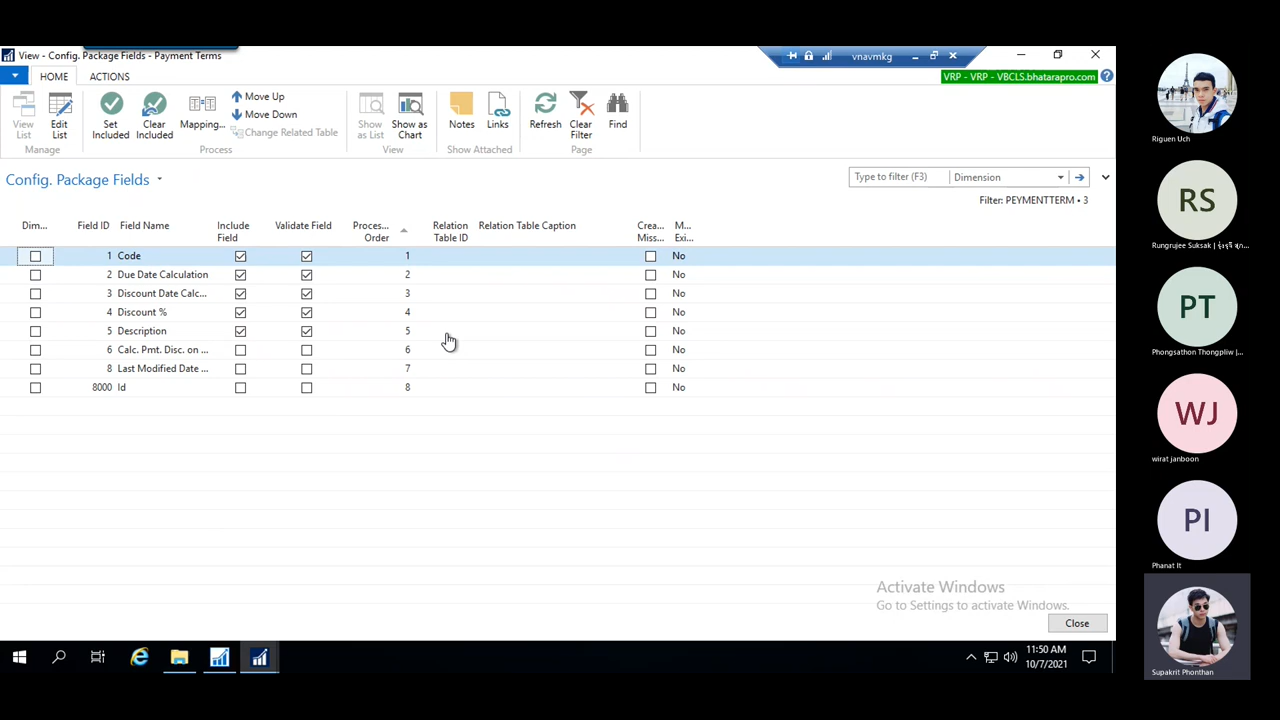 View - Config. Package Fields - Payment Terms
vnavmkg
HOME
ACTIONS
VRP - VRP - VBCLS.bhatarapro.com
View List
Edit List
Set Included
Clear Included
Mapping...
Move Up
Move Down
Change Related Table
Show as List
Show as Chart
Notes
Links
Refresh
Clear Filter
Find
Manage
Process
View
Show Attached
Page
Config. Package Fields
Type to filter (F3)
Dimension
Filter: PEYMENTTERM • 3
Dim... Field ID Field Name Include Field Validate Field Proces... Order Relation Table ID Relation Table Caption Crea... Miss... M... Exi...
1 Code 1 No
2 Due Date Calculation 2 No
3 Discount Date Calc... 3 No
4 Discount % 4 No
5 Description 5 No
6 Calc. Pmt. Disc. on ... 6 No
8 Last Modified Date ... 7 No
8000 Id 8 No
Activate Windows
Go to Settings to activate Windows.
Close
11:50 AM
10/7/2021
Riguen Uch
RS
Rungrujee Suksak |
PT
Phongsathon Thongpliw |...
WJ
wirat janboon
PI
Phanat It
Supakrit Phonthan